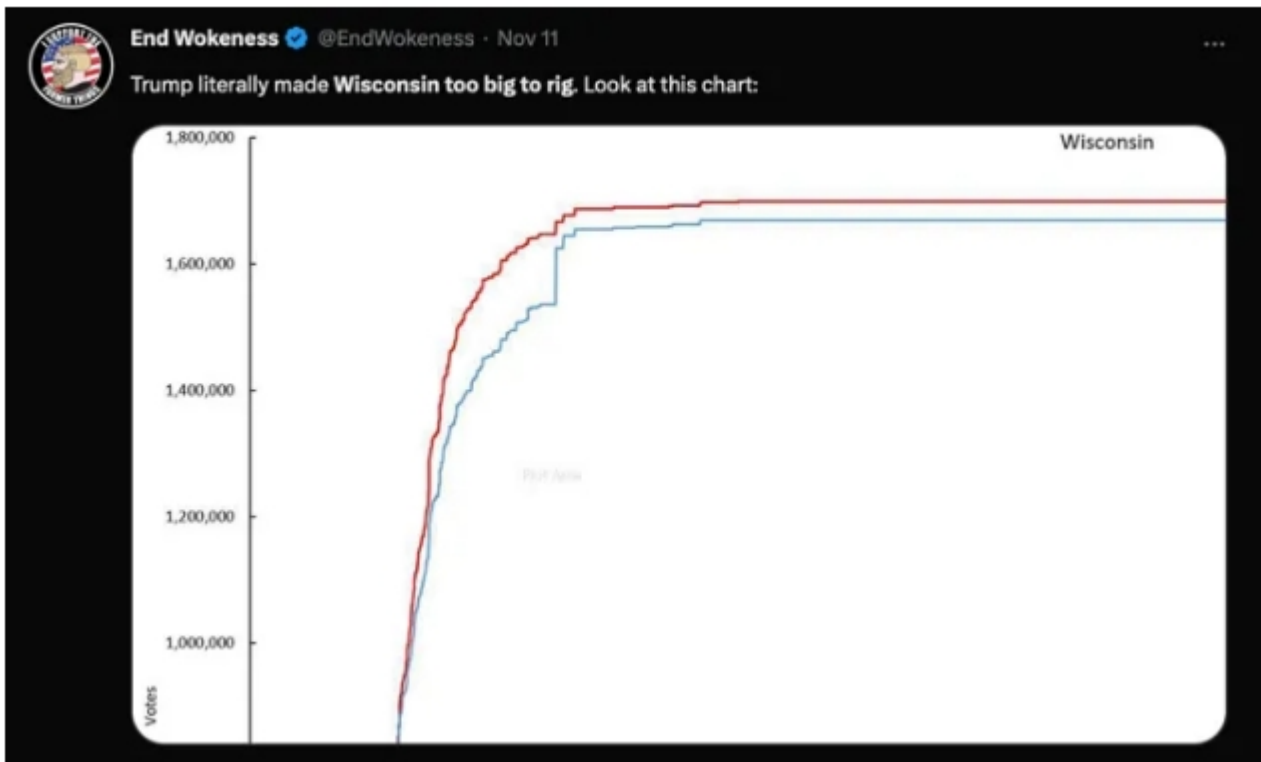 End Wokeness @EndWokeness · Nov 11
Trump literally made Wisconsin too big to rig. Look at this chart:
Wisconsin
1,800,000
1,600,000
1,400,000
1,200,000
1,000,000
Votes